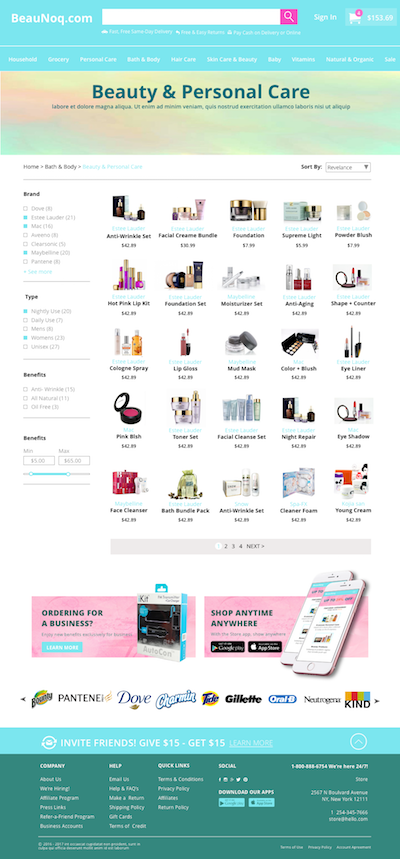 BeauNoq.com
Sign In
4
$153.69
Fast, Free Same Day Delivery
Free & Easy Returns
Pay Cash on Delivery or Online
Household Grocery Personal Care Bath & Body Hair Care Skin Care & Beauty Baby Vitamins Natural & Organic Sale
Beauty & Personal Care
labore et dolore magna aliqua. Ut enim ad minim veniam, quis nostrud exercitation ullamco laboris nisi ut aliquip
Home > Bath & Body > Beauty & Personal Care
Sort By: Revelance
Brand
Dove (8)
Estee Lauder (21)
Mac (16)
Aveeno (8)
Clearsonic (5)
Maybelline (20)
Pantene (8)
+ See more
Type
Nightly Use (20)
Daily Use (7)
Mens (8)
Womens (23)
Unisex (27)
Benefits
Anti- Wrinkle (15)
All Natural (11)
Oil Free (3)
Benefits
Min Max
$5.00 $65.00
Estee Lauder Estee Lauder Estee Lauder Estee Lauder Estee Lauder
Anti-Wrinkle Set Facial Creame Bundle Foundation Supreme Light Powder Blush
$42.89 $30.99 $7.99 $5.99 $7.99
Estee Lauder Estee Lauder Maybelline Estee Lauder Estee Lauder
Hot Pink Lip Kit Foundation Set Moisturizer Set Anti-Aging Shape + Counter
$42.89 $42.89 $42.89 $42.89 $42.89
Estee Lauder Estee Lauder Maybelline Mac Estee Lauder
Cologne Spray Lip Gloss Mud Mask Color + Blush Eye Liner
$42.89 $42.89 $42.89 $42.89 $42.89
Mac Estee Lauder Estee Lauder Estee Lauder Mac
Pink Blsh Toner Set Facial Cleanse Set Night Repair Eye Shadow
$42.89 $42.89 $42.89 $42.89 $42.89
Maybelline Estee Lauder Estee Lauder
Face Cleanser Bath Bundle Pack Anti-Wrinkle Set Cleaner Foam Young Cream
$42.89 $42.89 $42.89 $42.89 $42.89
1 2 3 4 NEXT >
ORDERING FOR
A BUSINESS?
Enjoy new benefits exclusively for business
LEARN MORE
Kit
AutoCon
SHOP ANYTIME
ANYWHERE
With the Store app, share anywhere
Google play
App Store
Bounty PANTENE Dove Charmin Tide Gillette Oral-B Neutrogena KIND
INVITE FRIENDS! GIVE $15 - GET $15 LEARN MORE
COMPANY
About Us
We're Hiring!
Affiliate Program
Press Links
Refer-a-Friend Program
Business Accounts
HELP
Email Us
Help & FAQ's
Make a Return
Shipping Policy
Gift Cards
Terms of Credit
QUICK LINKS
Terms & Conditions
Privacy Policy
Affiliates
Return Policy
SOCIAL
DOWNLOAD OUR APPS
Google play
App Store
1-800-888-6754 We're here 24/7!
Store
2567 N Boulvard Avenue
NY, New York 12111
1 254-345-7666
store@hello.com
Terms of Use Privacy Policy Account Agreement